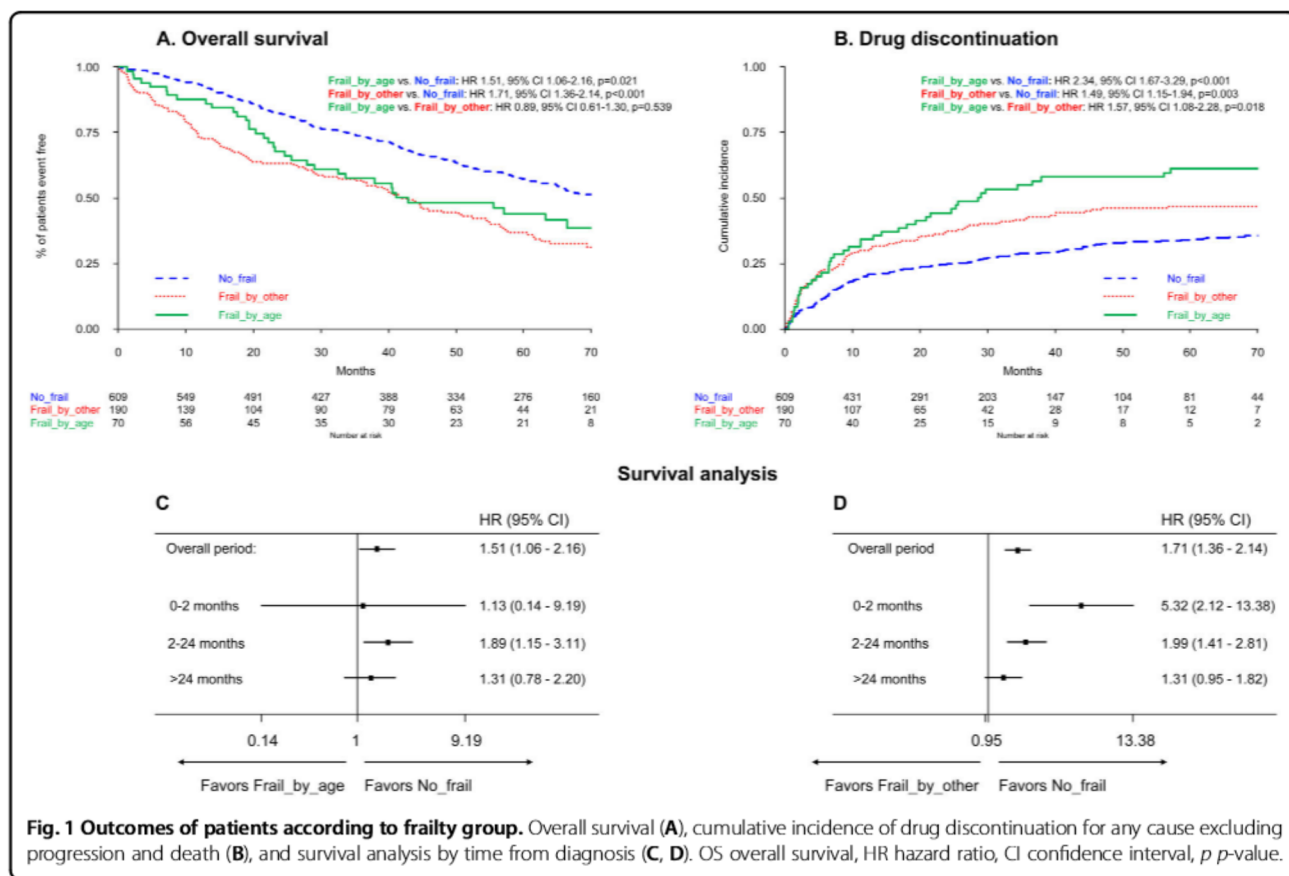 A. Overall survival
1.00
0.75
0.50
0.25
0.00
% of patients event free
Frail_by_age vs. No_frail: HR 1.51, 95% CI 1.06-2.16, p=0.021
Frail_by_other vs. No_frail: HR 1.71, 95% CI 1.36-2.14, p<0.001
Frail_by_age vs. Frail_by_other: HR 0.89, 95% CI 0.61-1.30, p=0.539
No_frail
Frail_by_other
Frail_by_age
0 10 20 30 40 50 60 70
Months
No_frail 609 549 491 427 388 334 276 160
Frail_by_other 190 139 104 90 79 63 44 21
Frail_by_age 70 56 45 35 30 23 21 8
Number at risk
B. Drug discontinuation
1.00
0.75
0.50
0.25
0.00
Cumulative incidence
Frail_by_age vs. No_frail: HR 2.34, 95% CI 1.67-3.29, p<.001
Frail_by_other vs. No_frail: HR 1.49, 95% CI 1.15-1.94, p=0.003
Frail_by_age vs. Frail_by_other: HR 1.57, 95% CI 1.08-2.28, p=0.018
No_frail
Frail_by_other
Frail_by_age
0 10 20 30 40 50 60 70
Months
No_frail 609 431 291 203 147 104 81 44
Frail_by_other 190 107 65 42 28 17 12 7
Frail_by_age 70 40 25 15 9 8 5 2
Number at risk
Survival analysis
C
HR (95% CI)
Overall period: 1.51 (1.06 - 2.16)
0-2 months 1.13 (0.14 - 9.19)
2-24 months 1.89 (1.15 - 3.11)
>24 months 1.31 (0.78 - 2.20)
0.14 1 9.19
Favors Frail_by_age Favors No_frail
D
HR (95% CI)
Overall period 1.71 (1.36 - 2.14)
0-2 months 5.32 (2.12 - 13.38)
2-24 months 1.99 (1.41 - 2.81)
>24 months 1.31 (0.95 - 1.82)
0.95 13.38
Favors Frail_by_other Favors No_frail
Fig. 1 Outcomes of patients according to frailty group. Overall survival (A), cumulative incidence of drug discontinuation for any cause excluding
progression and death (B), and survival analysis by time from diagnosis (C, D). OS overall survival, HR hazard ratio, CI confidence interval, p p-value.